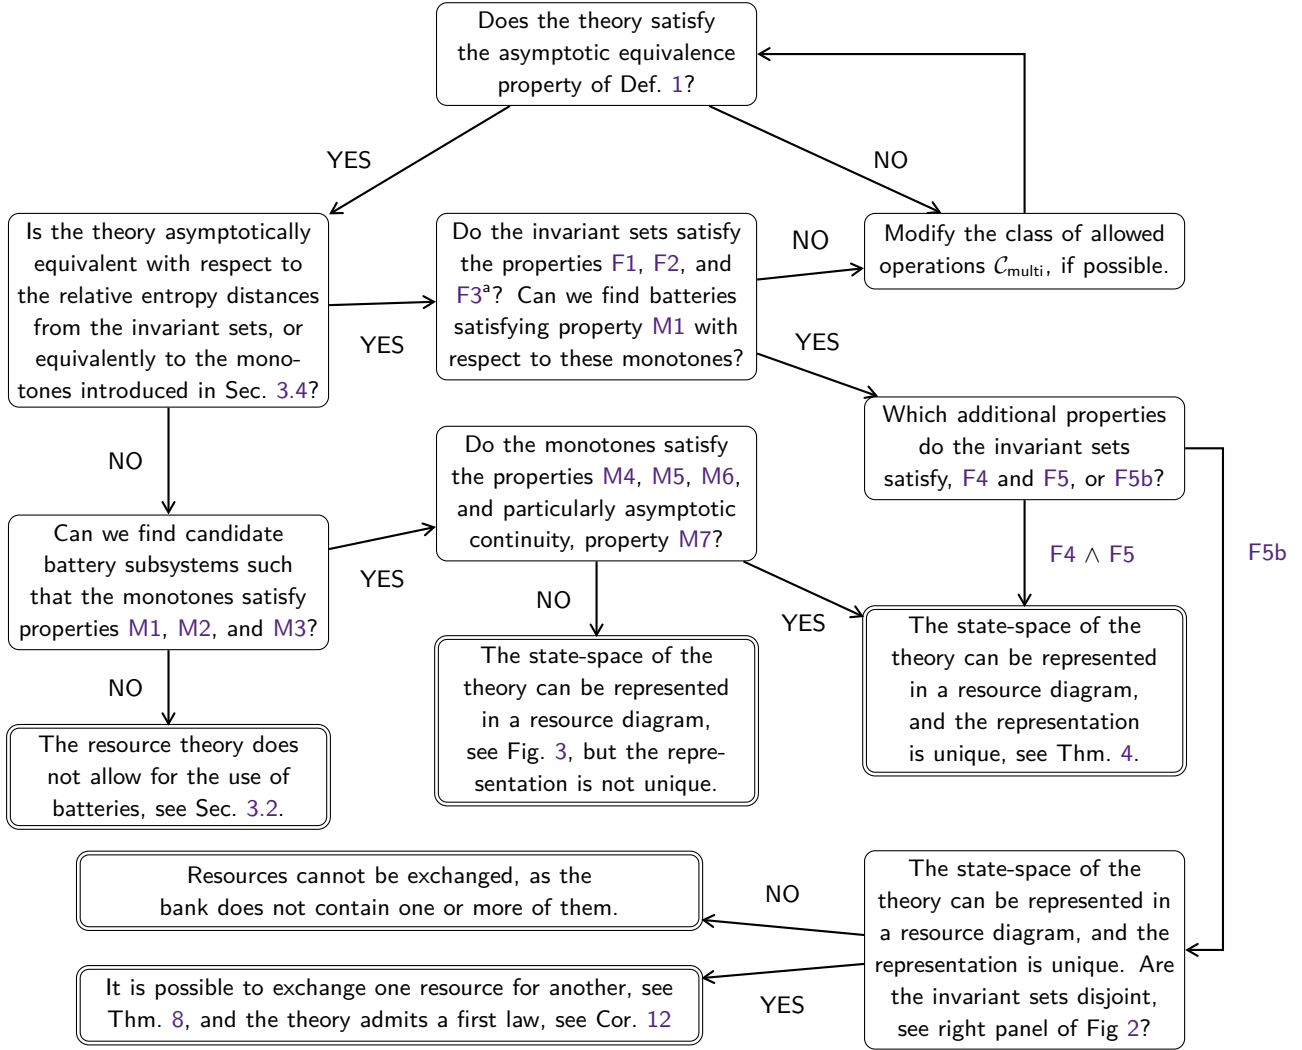 Does the theory satisfy
the asymptotic equivalence
property of Def. 1?
YES
NO
Is the theory asymptotically
equivalent with respect to
the relative entropy distances
from the invariant sets, or
equivalently to the mono-
tones introduced in Sec. 3.4?
YES
Do the invariant sets satisfy
the properties F1, F2, and
F3ᵃ? Can we find batteries
satisfying property M1 with
respect to these monotones?
NO
Modify the class of allowed
operations 𝒞multi, if possible.
YES
Which additional properties
do the invariant sets
satisfy, F4 and F5, or F5b?
NO
Can we find candidate
battery subsystems such
that the monotones satisfy
properties M1, M2, and M3?
YES
Do the monotones satisfy
the properties M4, M5, M6,
and particularly asymptotic
continuity, property M7?
F4 ∧ F5
F5b
NO
YES
NO
The resource theory does
not allow for the use of
batteries, see Sec. 3.2.
The state-space of the
theory can be represented
in a resource diagram,
see Fig. 3, but the repre-
sentation is not unique.
The state-space of the
theory can be represented
in a resource diagram,
and the representation
is unique, see Thm. 4.
Resources cannot be exchanged, as the
bank does not contain one or more of them.
NO
The state-space of the
theory can be represented in
a resource diagram, and the
representation is unique. Are
the invariant sets disjoint,
see right panel of Fig 2?
It is possible to exchange one resource for another, see
Thm. 8, and the theory admits a first law, see Cor. 12
YES